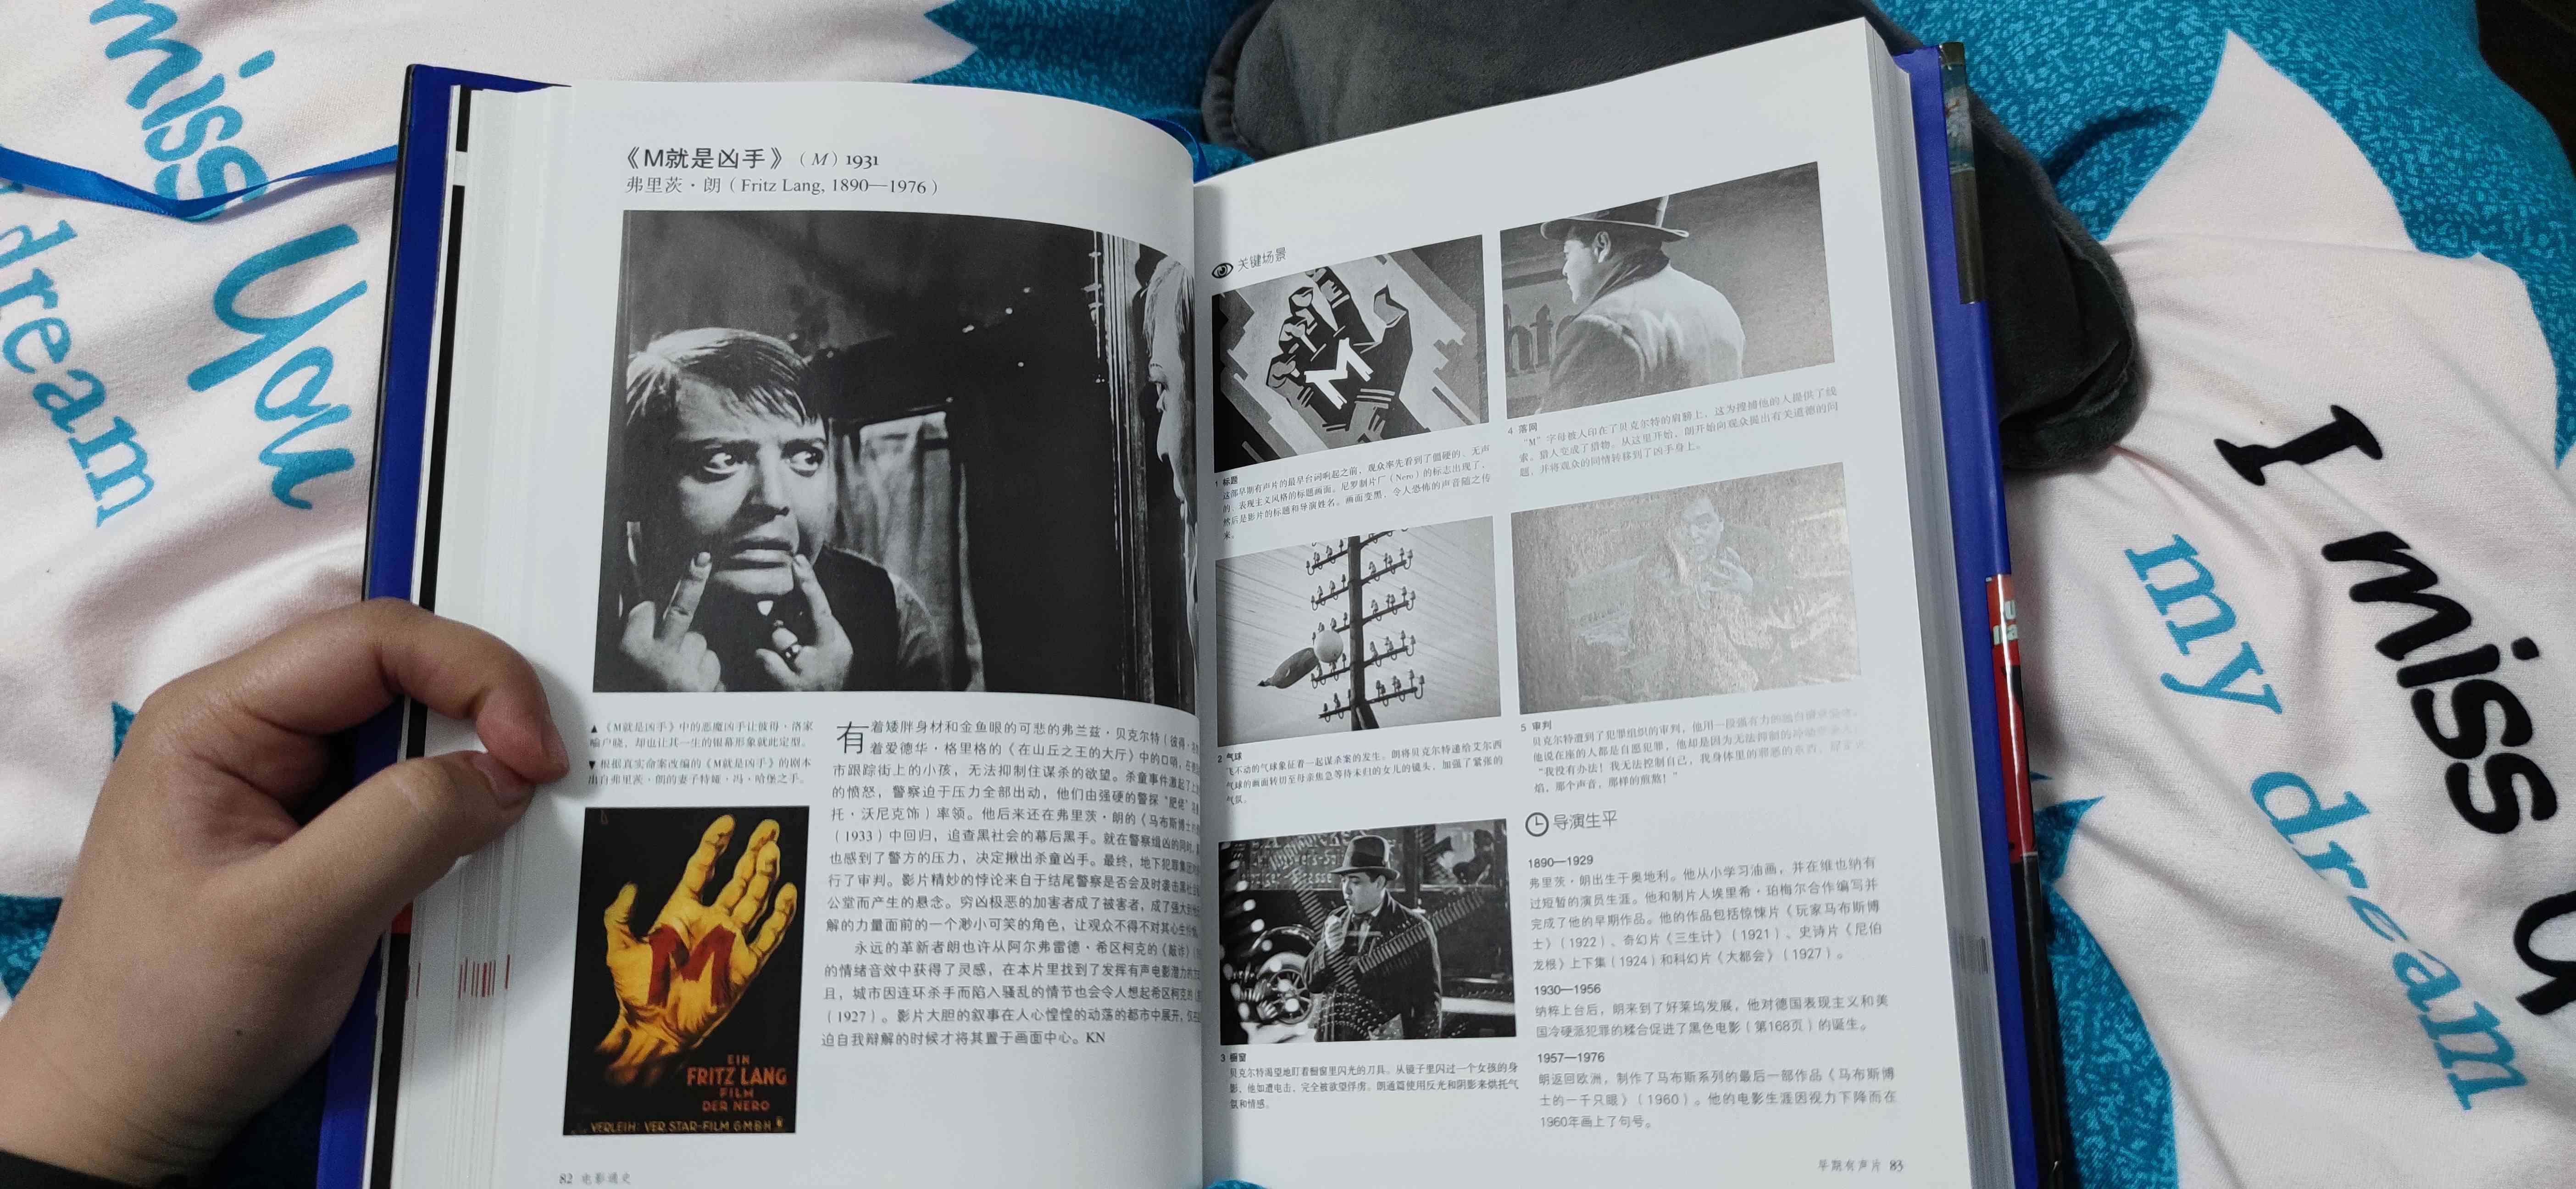 《M就是凶手》（M）1931
弗里茨·朗（Fritz Lang, 1890—1976）
▲《M就是凶手》中的恶魔凶手让彼得·洛家
喻户晓，却也让其一生的银幕形象就此定型。
▼根据真实命案改编的《M就是凶手》的剧本
出自弗里茨·朗的妻子特娅·冯·哈堡之手。
EIN
FRITZ LANG
FILM
DER NERO
VERLEIH: VER. STAR-FILM G.M.B.H.
有着矮胖身材和金鱼眼的可悲的弗兰兹·贝克尔特（彼得·洛
着爱德华·格里格的《在山丘之王的大厅》中的口哨，在
市跟踪街上的小孩，无法抑制住谋杀的欲望。杀童事件激起了
的愤怒，警察迫于压力全部出动，他们由强硬的警探“肥佬”
托·沃尼克饰）率领。他后来还在弗里茨·朗的《马布斯博士
（1933）中回归，追查黑社会的幕后黑手。就在警察缉凶的同时，
也感到了警方的压力，决定揪出杀童凶手。最终，地下犯罪集团
行了审判。影片精妙的悖论来自于结尾警察是否会及时袭击黑社会
公堂而产生的悬念。穷凶极恶的加害者成了被害者，成了强大
解的力量面前的一个渺小可笑的角色，让观众不得不对其心生
永远的革新者朗也许从阿尔弗雷德·希区柯克的《敲诈》
的情绪音效中获得了灵感，在本片里找到了发挥有声电影潜力的
且，城市因连环杀手而陷入骚乱的情节也会令人想起希区柯克的
（1927）。影片大胆的叙事在人心惶惶的动荡的都市中展开，仅在
迫自我辩解的时候才将其置于画面中心。KN
82 电影通史
关键场景
M
1 标题
这部早期有声片的最早台词响起之前，观众率先看到了僵硬的、无声
的、表现主义风格的标题画面。尼罗制片厂（Nero）的标志出现了，
然后是影片的标题和导演姓名。画面变黑，令人恐怖的声音随之传
来。
2 气球
飞不动的气球象征着一起谋杀案的发生。朗将贝克尔特递给艾尔西
气球的画面转切至母亲焦急等待未归的女儿的镜头，加强了紧张的
气氛。
3 橱窗
贝克尔特渴望地盯着橱窗里闪光的刀具。从镜子里闪过一个女孩的身
影，他如遭电击、完全被欲望俘虏。朗通篇使用反光和阴影来烘托气
氛和情感。
4 落网
“M”字母被人印在了贝克尔特的肩膀上，这为搜捕他的人提供了线
索。猎人变成了猎物。从这里开始，朗开始向观众提出有关道德的问
题，并将观众的同情转移到了凶手身上。
5 审判
贝克尔特遭到了犯罪组织的审判，他用一段强有力的
他说在座的人都是自愿犯罪，他却是因为无法抑制的冲动
“我没有办法！我无法控制自己，我身体里的邪恶的东西，
焰，那个声音，那样的煎熬！”
导演生平
1890—1929
弗里茨·朗出生于奥地利。他从小学习油画，并在维也纳有
过短暂的演员生涯。他和制片人埃里希·珀梅尔合作编写并
完成了他的早期作品。他的作品包括惊悚片《玩家马布斯博
士》（1922）、奇幻片《三生计》（1921）、史诗片《尼伯
龙根》上下集（1924）和科幻片《大都会》（1927）。
1930—1956
纳粹上台后，朗来到了好莱坞发展，他对德国表现主义和美
国冷硬派犯罪的糅合促进了黑色电影（第168页）的诞生。
1957—1976
朗返回欧洲，制作了马布斯系列的最后一部作品《马布斯博
士的一千只眼》（1960）。他的电影生涯因视力下降而在
1960年画上了句号。
早期有声片 83
miss
You
dream
I miss U
my dream